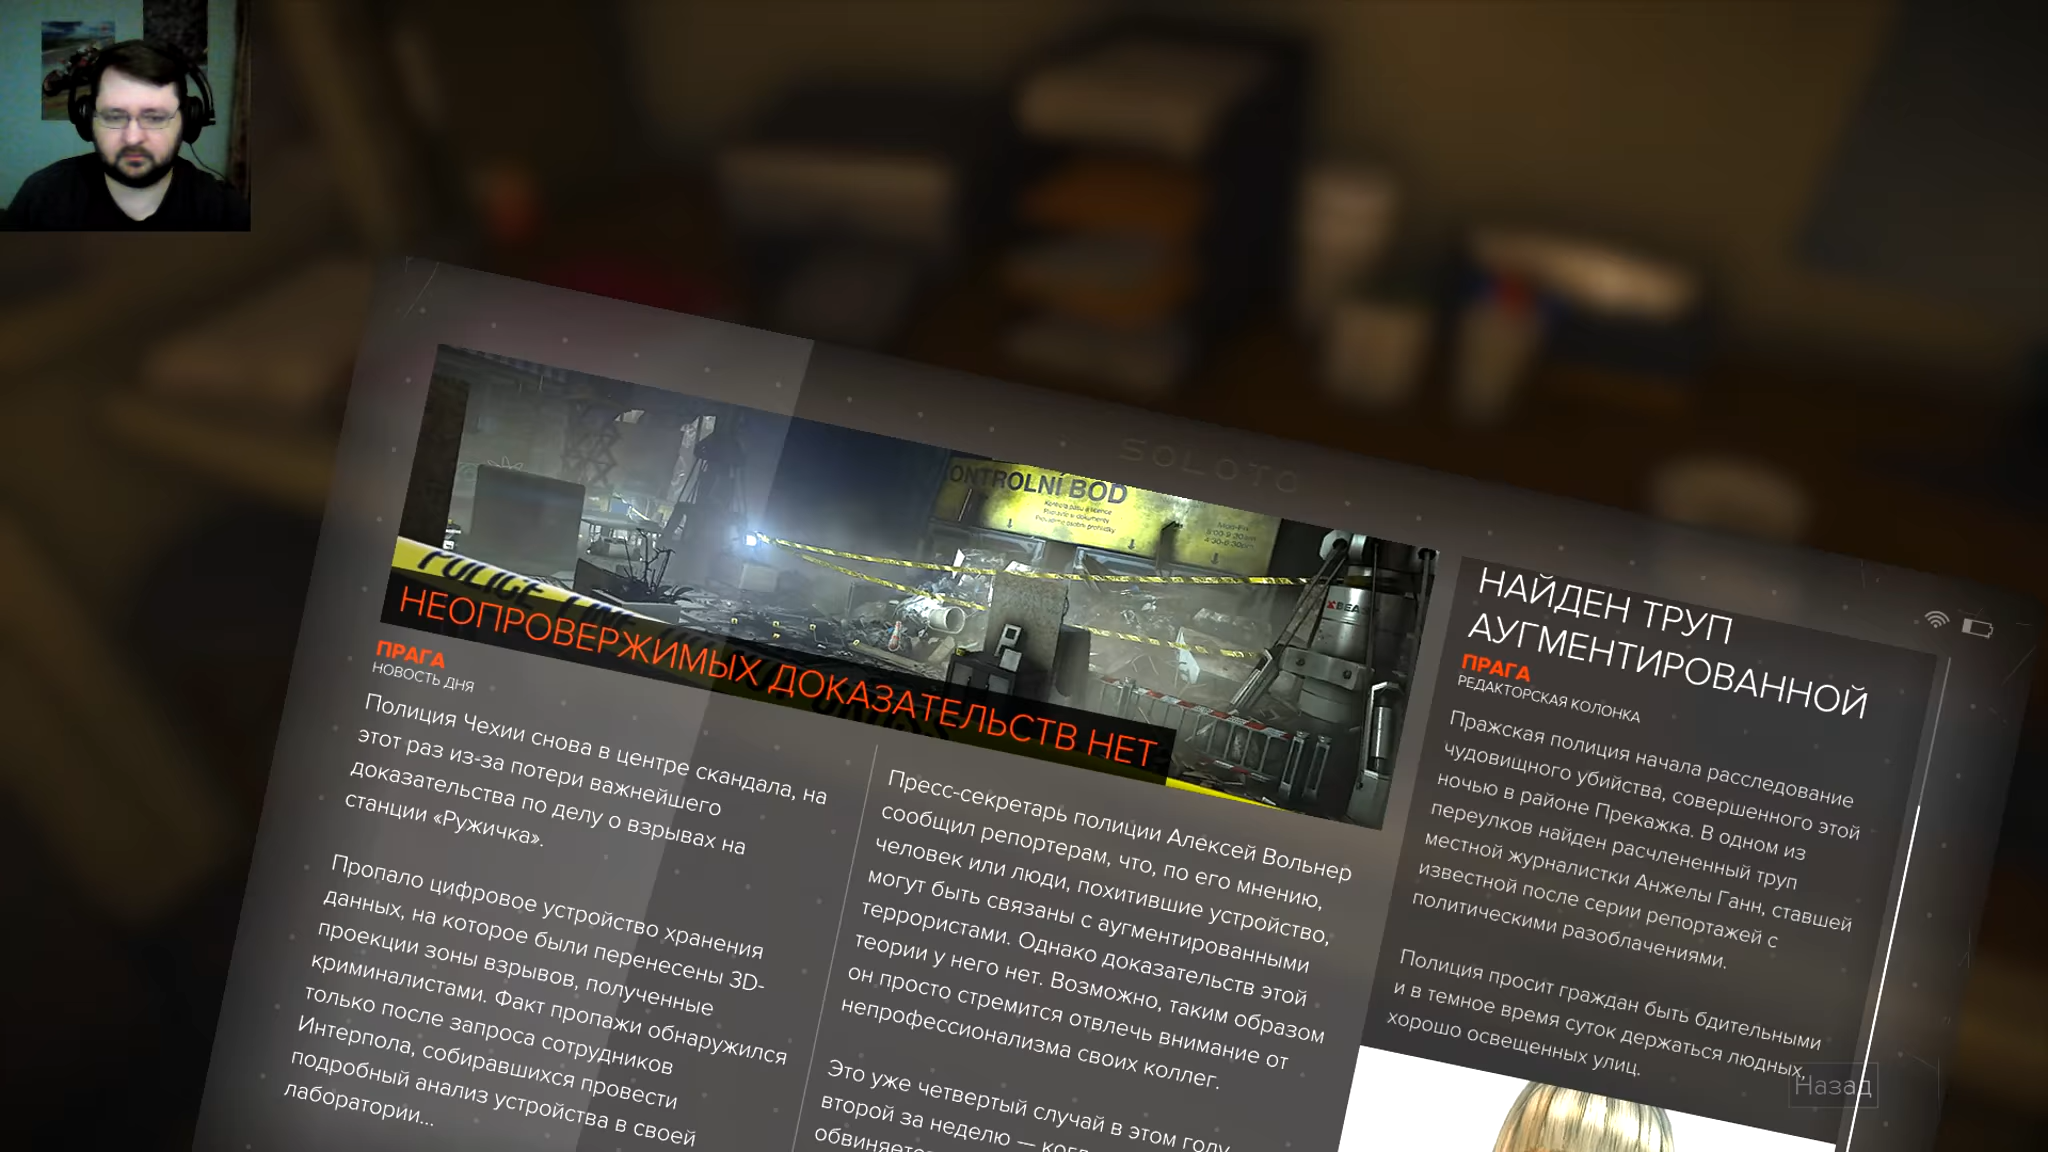 SOLOTO
ONTROLNÍ BOD
POLICE LINE
НЕОПРОВЕРЖИМЫХ ДОКАЗАТЕЛЬСТВ НЕТ
ПРАГА
НОВОСТЬ ДНЯ
Полиция Чехии снова в центре скандала, на
этот раз из-за потери важнейшего
доказательства по делу о взрывах на
станции «Ружичка».
Пропало цифровое устройство хранения
данных, на которое были перенесены 3D-
проекции зоны взрывов, полученные
криминалистами. Факт пропажи обнаружился
только после запроса сотрудников
Интерпола, собиравшихся провести
подробный анализ устройства в своей
лаборатории...
Пресс-секретарь полиции Алексей Вольнер
сообщил репортерам, что, по его мнению,
человек или люди, похитившие устройство,
могут быть связаны с аугментированными
террористами. Однако доказательств этой
теории у него нет. Возможно, таким образом
он просто стремится отвлечь внимание от
непрофессионализма своих коллег.
Это уже четвертый случай в этом году,
второй за неделю —
НАЙДЕН ТРУП
АУГМЕНТИРОВАННОЙ
ПРАГА
РЕДАКТОРСКАЯ КОЛОНКА
Пражская полиция начала расследование
чудовищного убийства, совершенного этой
ночью в районе Прекажка. В одном из
переулков найден расчлененный труп
местной журналистки Анжелы Ганн, ставшей
известной после серии репортажей с
политическими разоблачениями.
Полиция просит граждан быть бдительными
и в темное время суток держаться людных,
хорошо освещенных улиц.
Назад